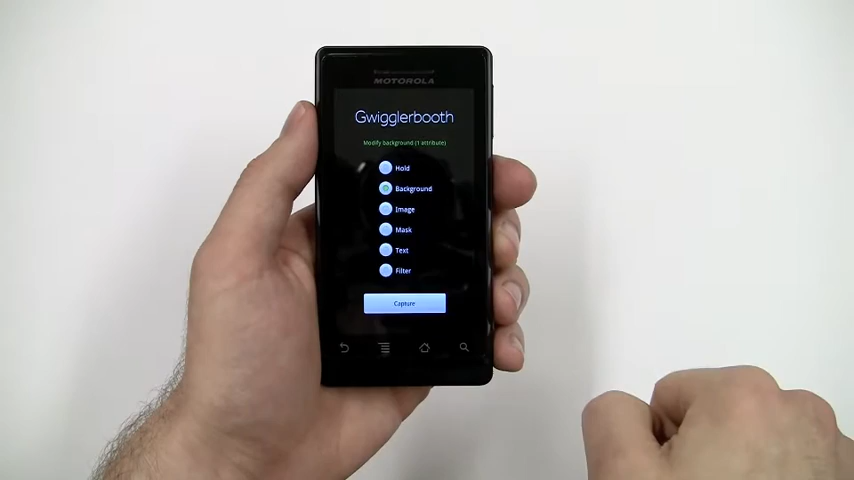 MOTOROLA
Gwigglerbooth
Modify background (1 attribute)
Hold
Background
Image
Mask
Text
Filter
Capture